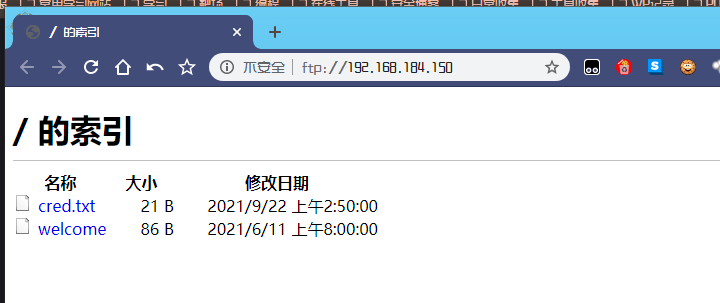 / 的索引
不安全 | ftp://192.168.184.150
/ 的索引
名称 大小 修改日期
cred.txt 21 B 2021/9/22 上午2:50:00
welcome 86 B 2021/6/11 上午8:00:00